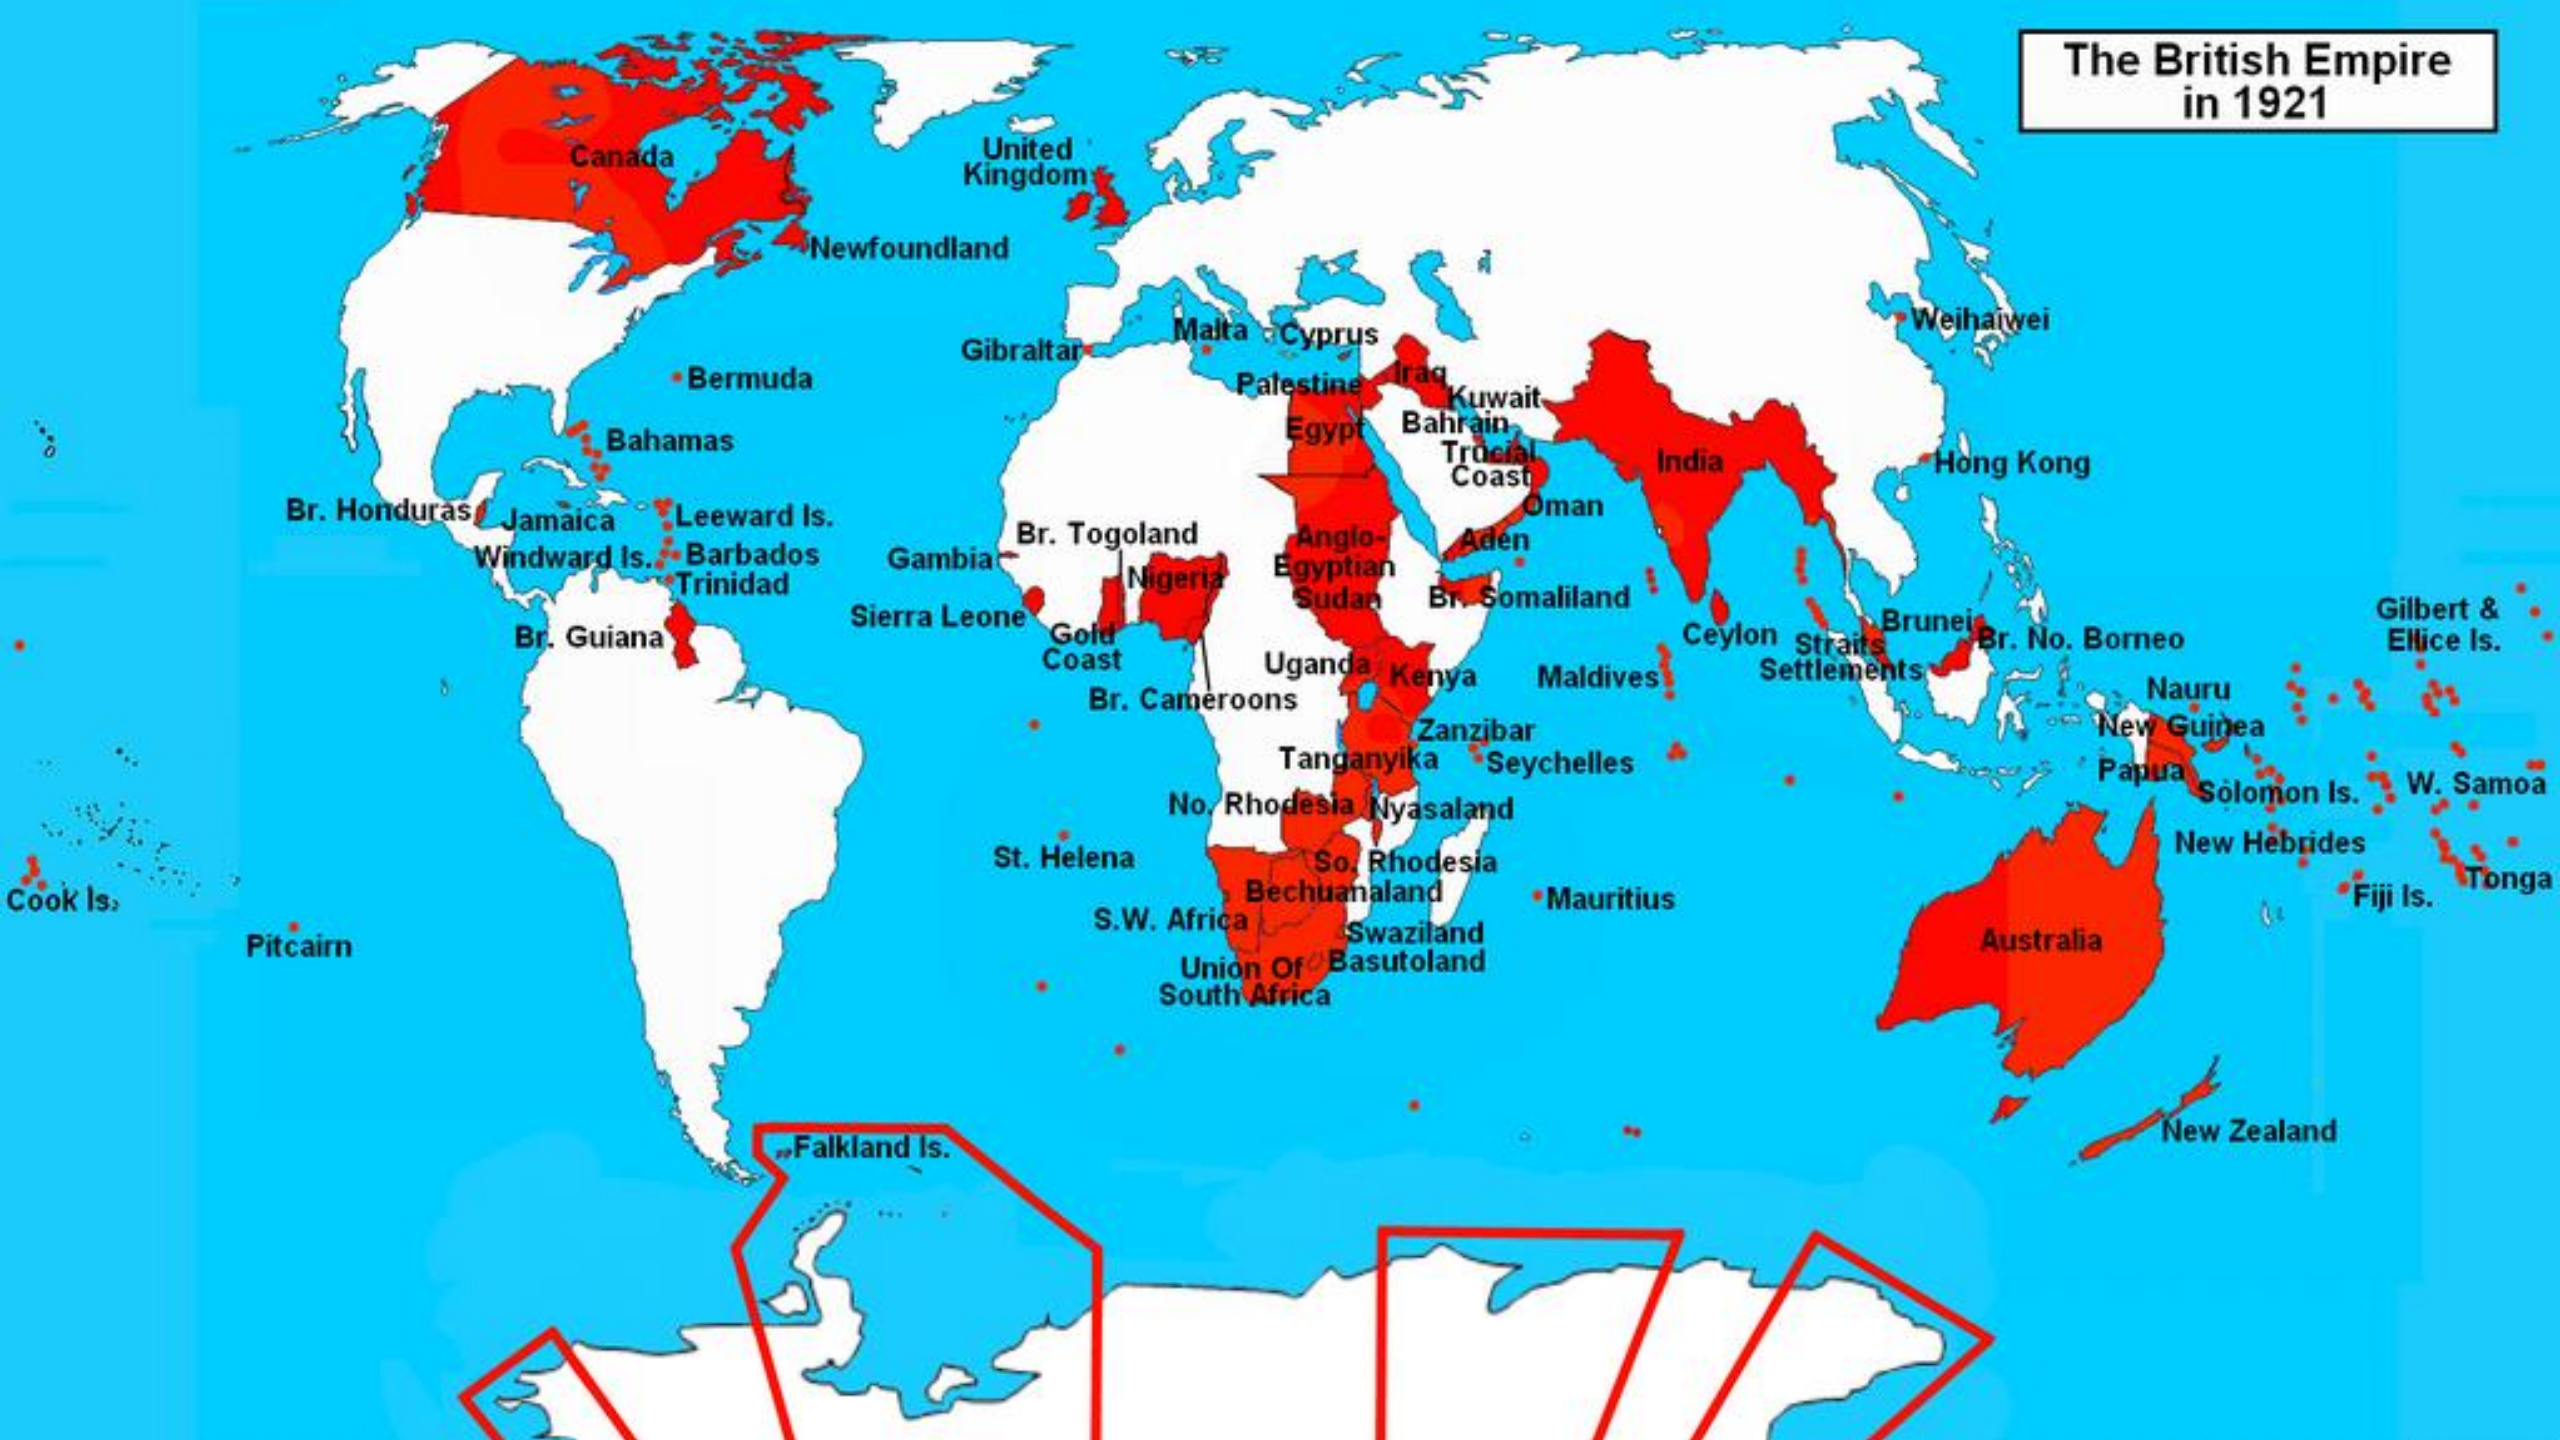 The British Empire
in 1921
Canada
United
Kingdom
Newfoundland
Weihaiwei
Malta
Cyprus
Gibraltar
Bermuda
Palestine
Iraq
Kuwait
Bahrain
Egypt
Bahamas
Trucial
Coast
India
Hong Kong
Br. Honduras
Jamaica
Leeward Is.
Oman
Windward Is.
Barbados
Trinidad
Br. Togoland
Gambia
Nigeria
Anglo-
Egyptian
Sudan
Aden
Br. Somaliland
Sierra Leone
Gold
Coast
Br. Guiana
Ceylon
Straits
Settlements
Brunei
Br. No. Borneo
Gilbert &
Ellice Is.
Uganda
Kenya
Maldives
Br. Cameroons
Nauru
New Guinea
Zanzibar
Tanganyika
Seychelles
Papua
Solomon Is.
W. Samoa
No. Rhodesia
Nyasaland
New Hebrides
St. Helena
So. Rhodesia
Bechuanaland
Mauritius
Tonga
Fiji Is.
Cook Is.
S.W. Africa
Swaziland
Basutoland
Pitcairn
Union Of
South Africa
Australia
New Zealand
Falkland Is.